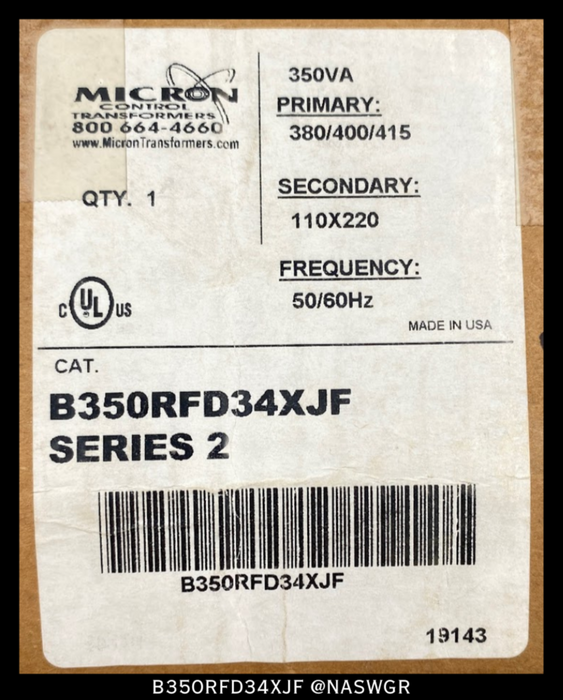 MICRON
CONTROL
TRANSFORMERS
800 664-4660
www.MicronTransformers.com
QTY. 1
350VA
PRIMARY:
380/400/415
SECONDARY:
110X220
FREQUENCY:
50/60Hz
C UL US
MADE IN USA
CAT.
B350RFD34XJF
SERIES 2
B350RFD34XJF
19143
B350RFD34XJF @NASWGR